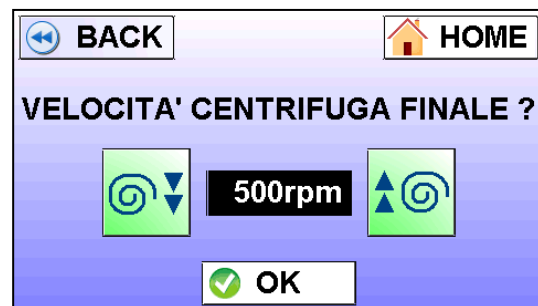 BACK
HOME
VELOCITA' CENTRIFUGA FINALE ?
500rpm
OK